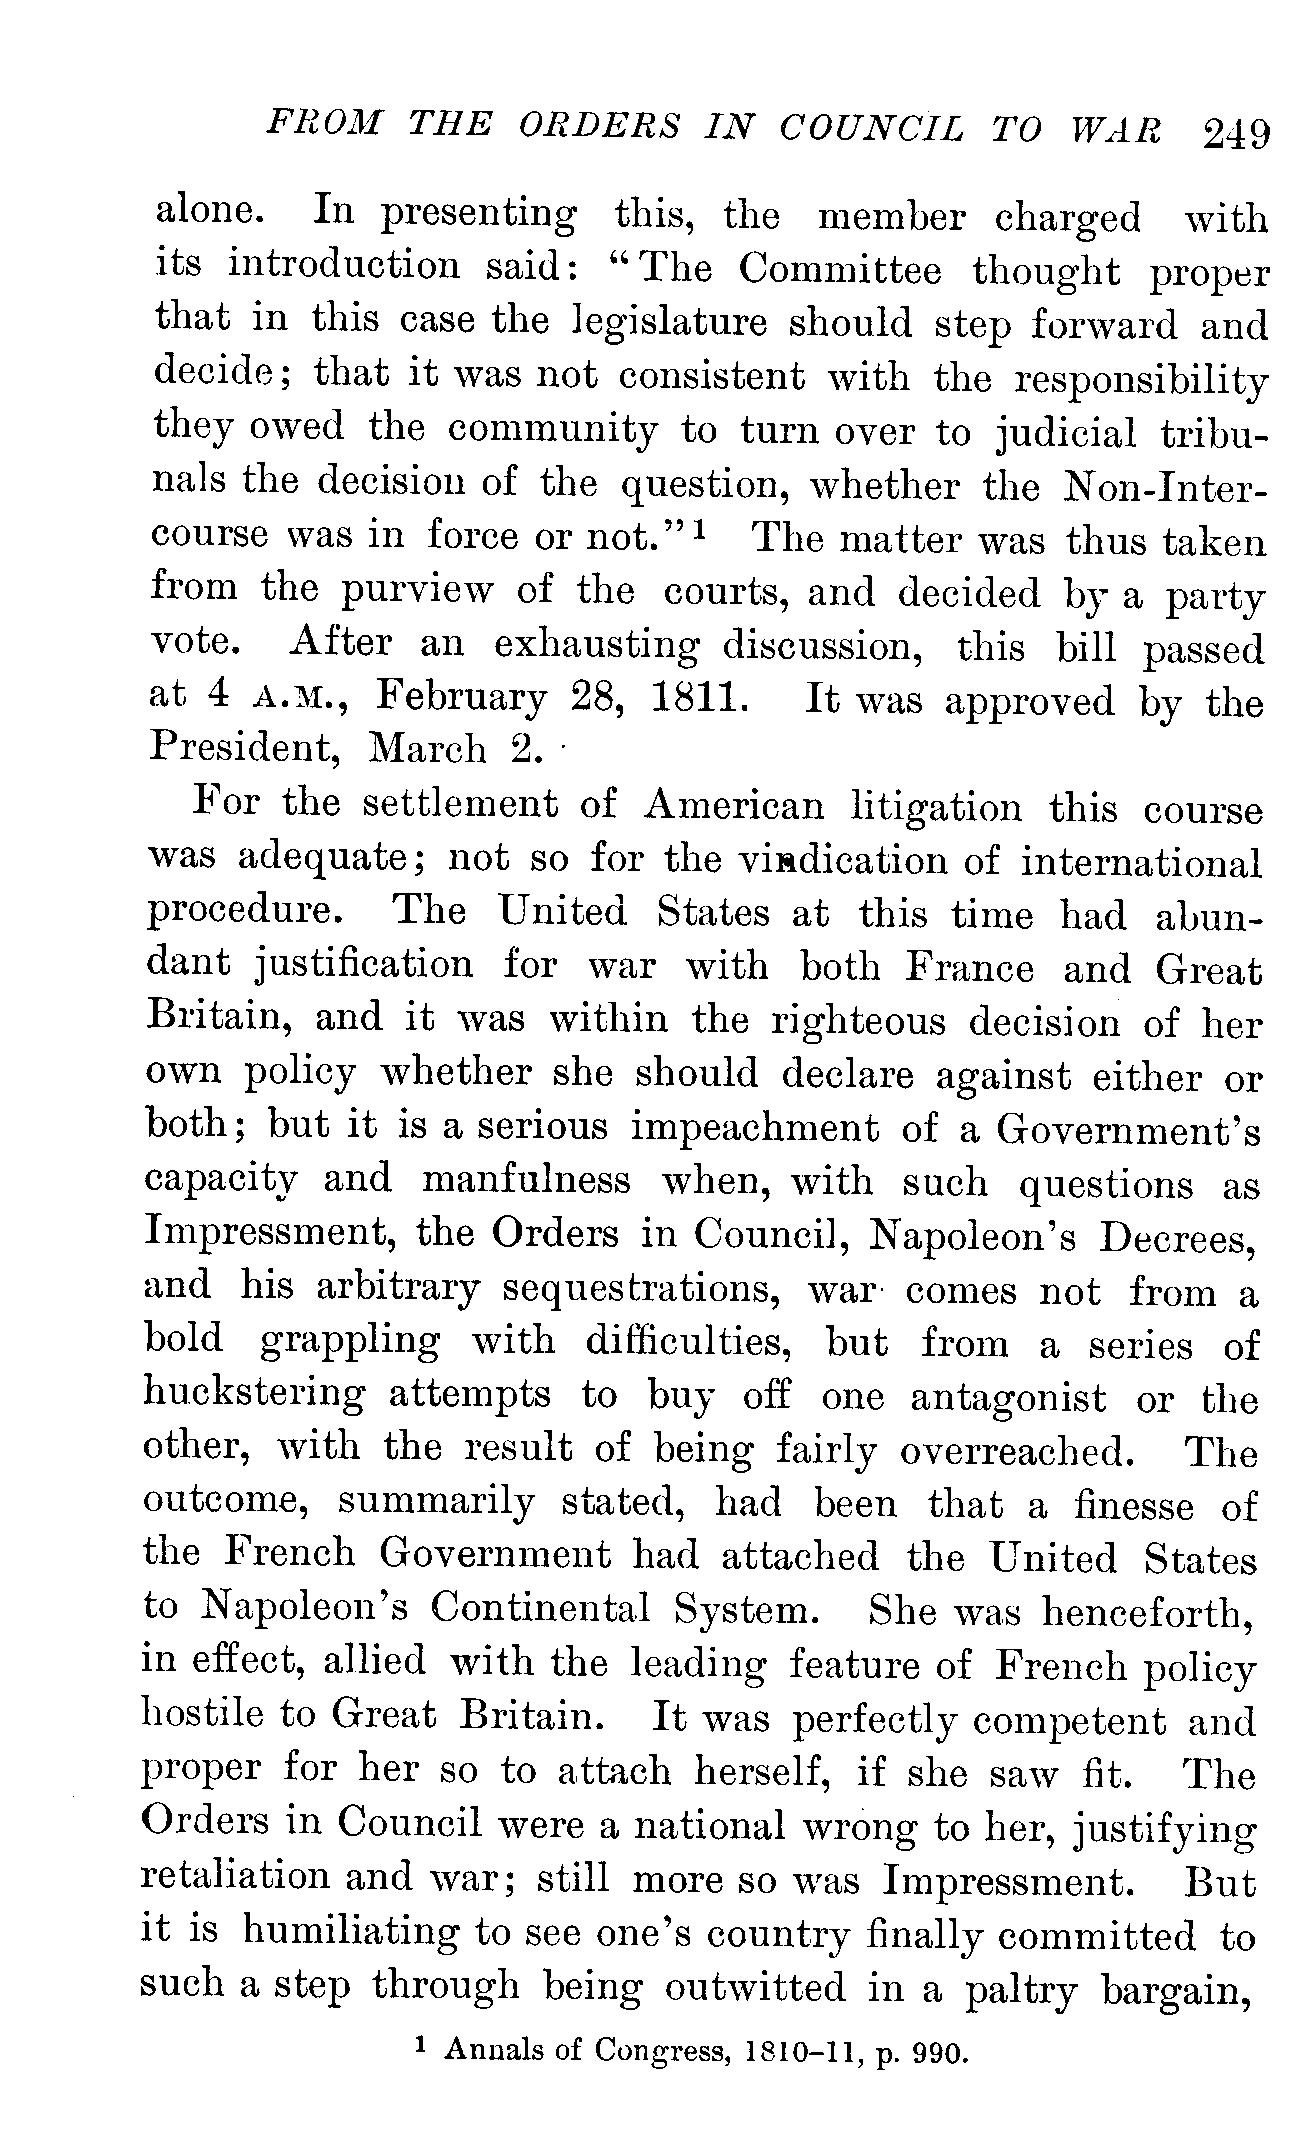 FROM THE ORDERS IN COUNCIL TO WAR 249
alone. In presenting this, the member charged with
its introduction said: “The Committee thought proper
that in this case the legislature should step forward and
decide; that it was not consistent with the responsibility
they owed the community to turn over to judicial tribu-
nals the decision of the question, whether the Non-Inter-
course was in force or not.”¹ The matter was thus taken
from the purview of the courts, and decided by a party
vote. After an exhausting discussion, this bill passed
at 4 A.M., February 28, 1811. It was approved by the
President, March 2.
For the settlement of American litigation this course
was adequate; not so for the vindication of international
procedure. The United States at this time had abun-
dant justification for war with both France and Great
Britain, and it was within the righteous decision of her
own policy whether she should declare against either or
both; but it is a serious impeachment of a Government’s
capacity and manfulness when, with such questions as
Impressment, the Orders in Council, Napoleon’s Decrees,
and his arbitrary sequestrations, war comes not from a
bold grappling with difficulties, but from a series of
huckstering attempts to buy off one antagonist or the
other, with the result of being fairly overreached. The
outcome, summarily stated, had been that a finesse of
the French Government had attached the United States
to Napoleon’s Continental System. She was henceforth,
in effect, allied with the leading feature of French policy
hostile to Great Britain. It was perfectly competent and
proper for her so to attach herself, if she saw fit. The
Orders in Council were a national wrong to her, justifying
retaliation and war; still more so was Impressment. But
it is humiliating to see one’s country finally committed to
such a step through being outwitted in a paltry bargain,
¹ Annals of Congress, 1810–11, p. 990.